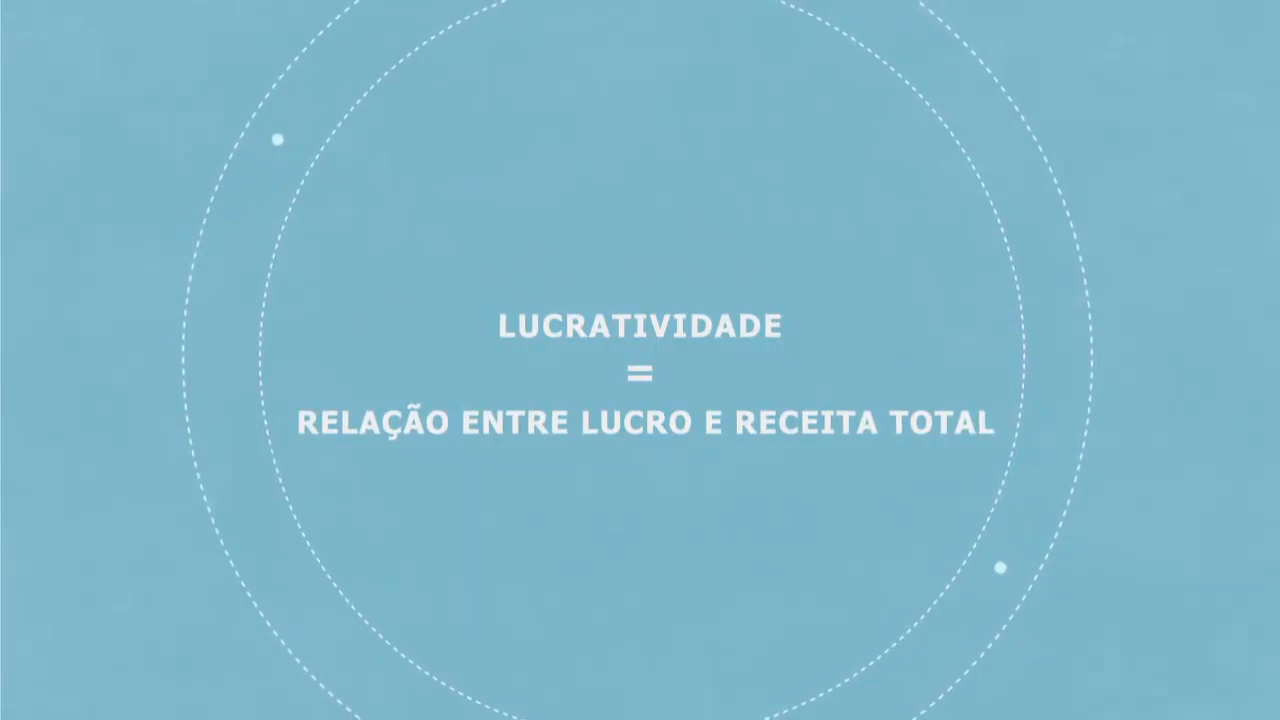 LUCRATIVIDADE
=
RELAÇÃO ENTRE LUCRO E RECEITA TOTAL